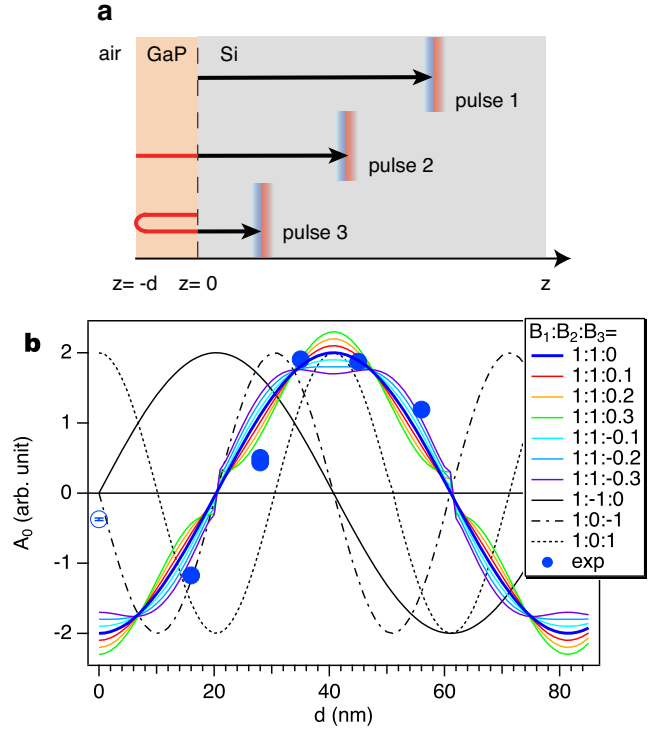 a
air GaP Si
pulse 1
pulse 2
pulse 3
z= -d z= 0 z
b
B₁:B₂:B₃=
1:1:0
1:1:0.1
1:1:0.2
1:1:0.3
1:1:-0.1
1:1:-0.2
1:1:-0.3
1:-1:0
1:0:-1
1:0:1
exp
A₀ (arb. unit)
2
1
0
-1
-2
0 20 40 60 80
d (nm)